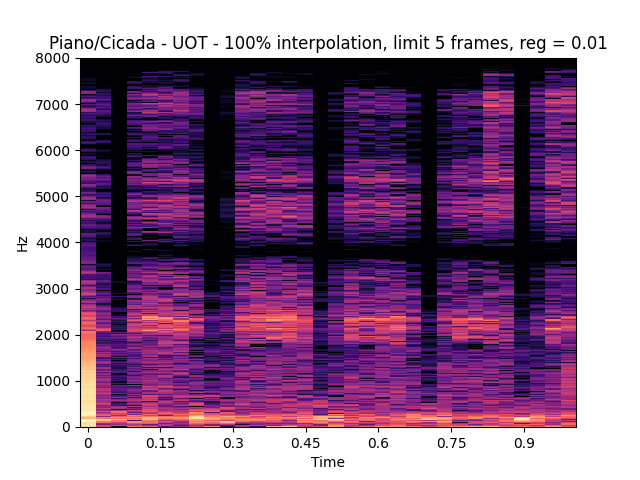 Piano/Cicada - UOT - 100% interpolation, limit 5 frames, reg = 0.01
8000
7000
6000
5000
4000
3000
2000
1000
0
Hz
0 0.15 0.3 0.45 0.6 0.75 0.9
Time